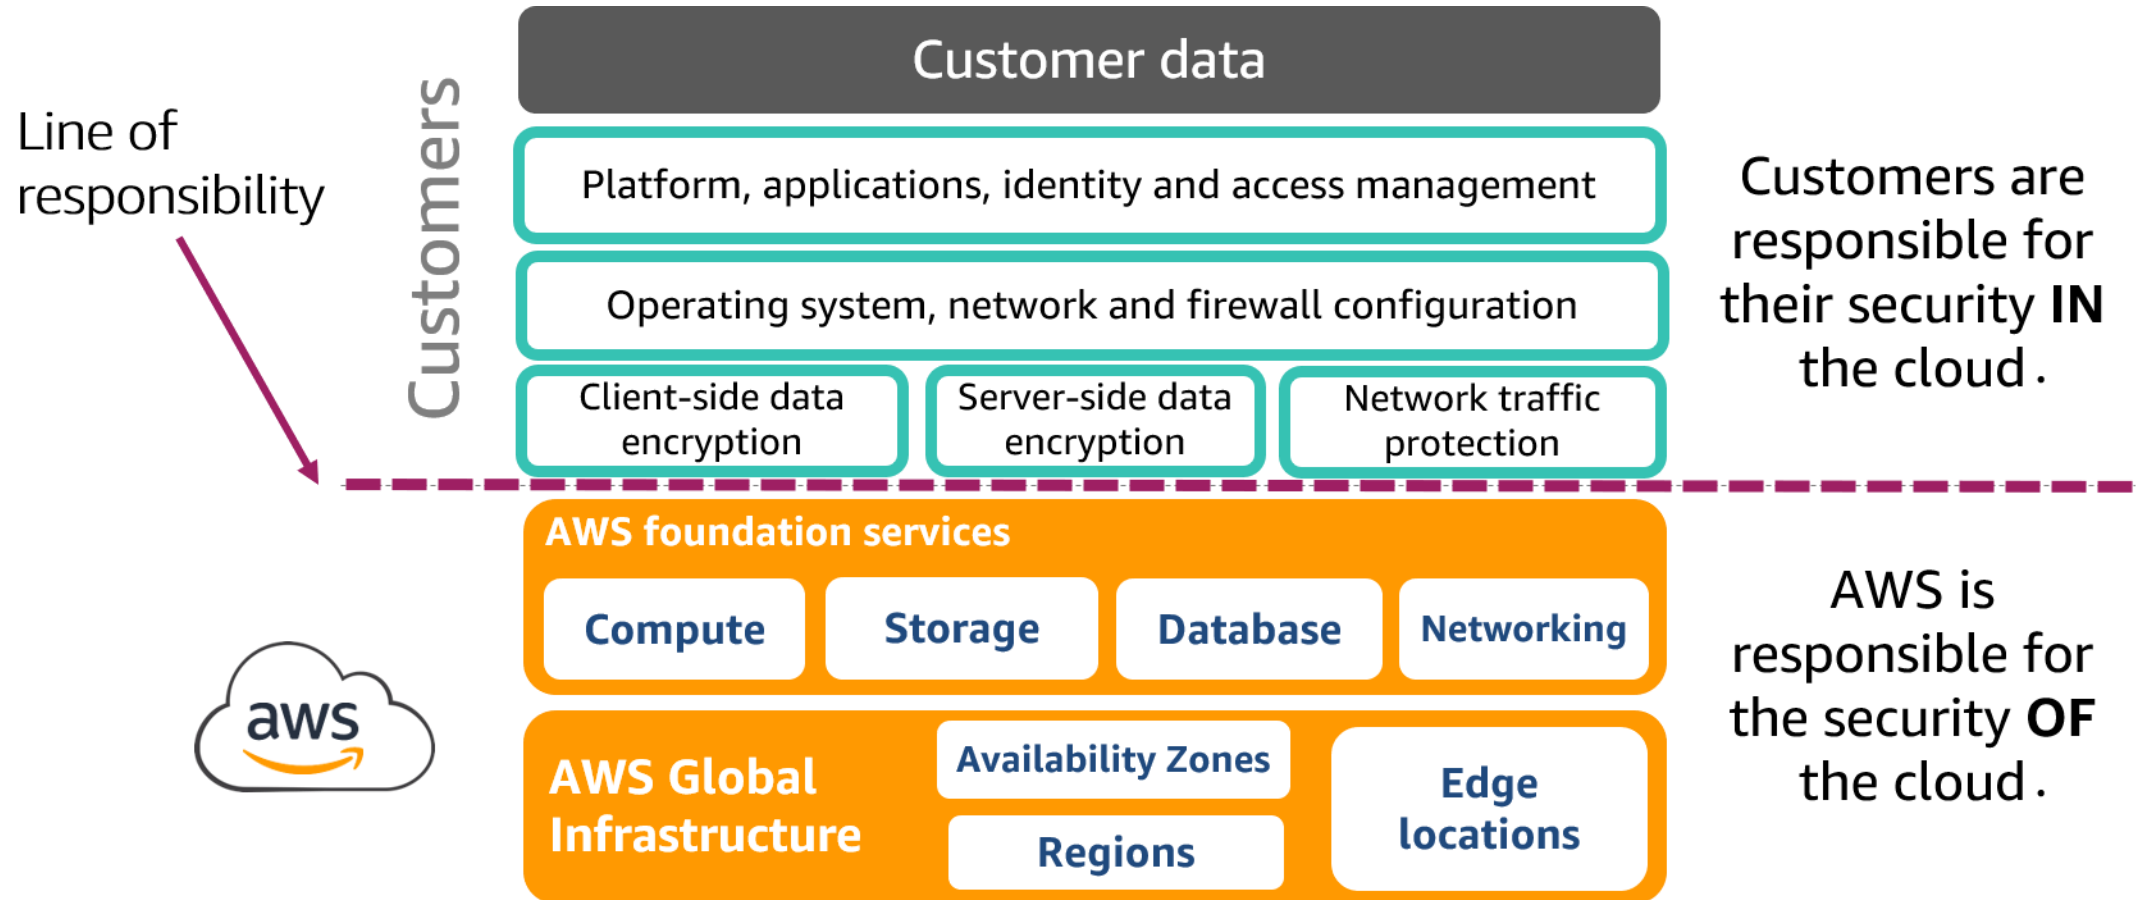 Customer data
Line of
responsibility
Customers
Platform, applications, identity and access management
Operating system, network and firewall configuration
Client-side data
encryption
Server-side data
encryption
Network traffic
protection
Customers are
responsible for
their security IN
the cloud.
AWS foundation services
Compute
Storage
Database
Networking
aws
AWS Global
Infrastructure
Availability Zones
Regions
Edge
locations
AWS is
responsible for
the security OF
the cloud.